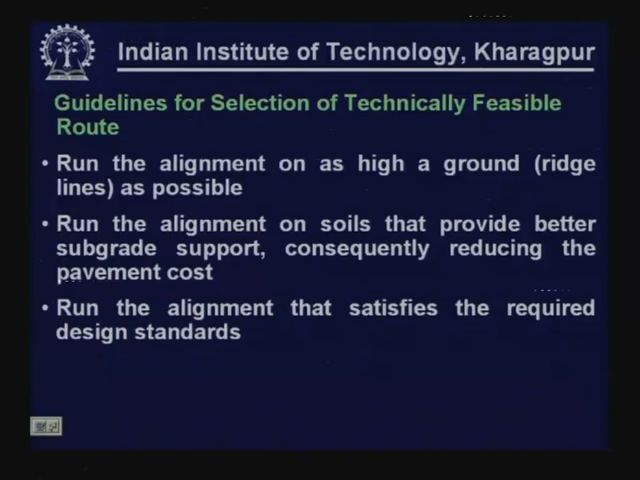 Indian Institute of Technology, Kharagpur
Guidelines for Selection of Technically Feasible
Route
• Run the alignment on as high a ground (ridge
lines) as possible
• Run the alignment on soils that provide better
subgrade support, consequently reducing the
pavement cost
• Run the alignment that satisfies the required
design standards